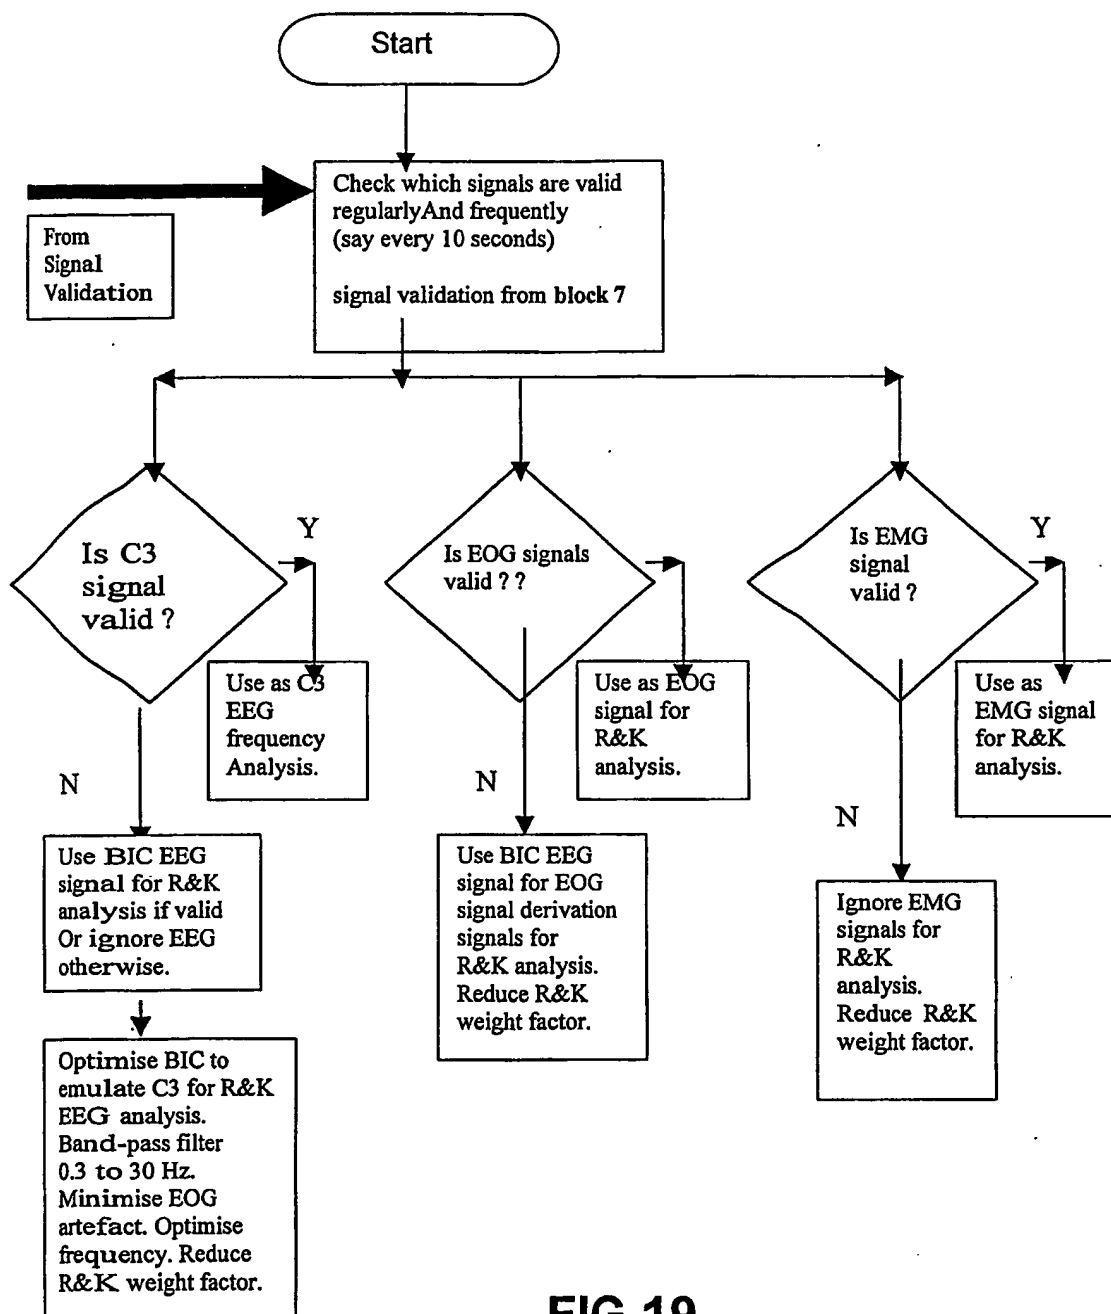 Start
Check which signals are valid
regularlyAnd frequently
(say every 10 seconds)
signal validation from block 7
From
Signal
Validation
Is C3
signal
valid ?
Y
Is EOG signals
valid ? ?
Is EMG
signal
valid ?
Y
Use as C3
EEG
frequency
Analysis.
Use as EOG
signal for
R&K
analysis.
Use as
EMG signal
for R&K
analysis.
N
N
N
Use BIC EEG
signal for R&K
analysis if valid
Or ignore EEG
otherwise.
Use BIC EEG
signal for EOG
signal derivation
signals for
R&K analysis.
Reduce R&K
weight factor.
Ignore EMG
signals for
R&K
analysis.
Reduce R&K
weight factor.
Optimise BIC to
emulate C3 for R&K
EEG analysis.
Band-pass filter
0.3 to 30 Hz.
Minimise EOG
artefact. Optimise
frequency. Reduce
R&K weight factor.
FIG 19